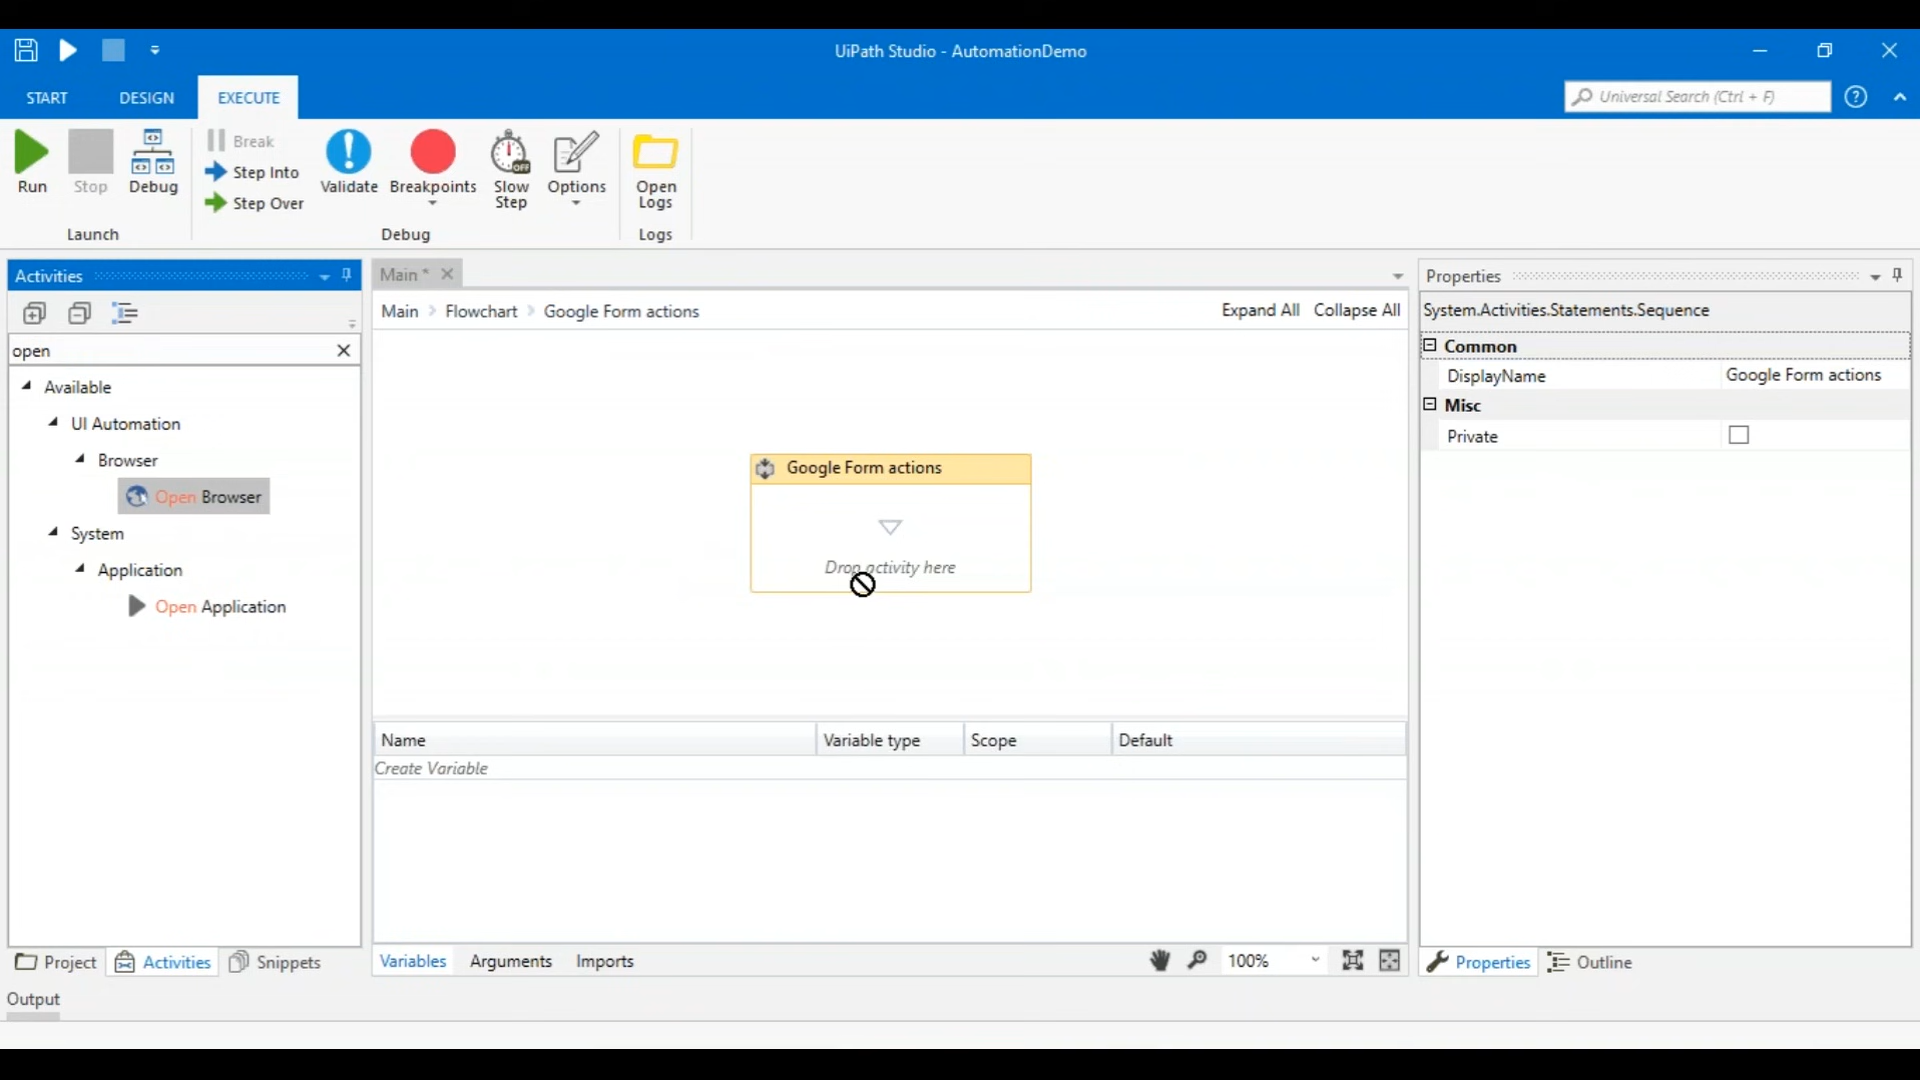 UiPath Studio - AutomationDemo
START DESIGN EXECUTE
Universal Search (Ctrl + F)
Run Stop Debug
Launch
Break
Step Into
Step Over
Validate Breakpoints Slow Step Options
OFF
Debug
Open Logs
Logs
Activities
open
Available
UI Automation
Browser
Open Browser
System
Application
Open Application
Project Activities Snippets
Main *
Main Flowchart Google Form actions
Expand All Collapse All
Google Form actions
Drop activity here
Name Variable type Scope Default
Create Variable
Variables Arguments Imports
100%
Properties
System.Activities.Statements.Sequence
Common
DisplayName Google Form actions
Misc
Private
Properties Outline
Output